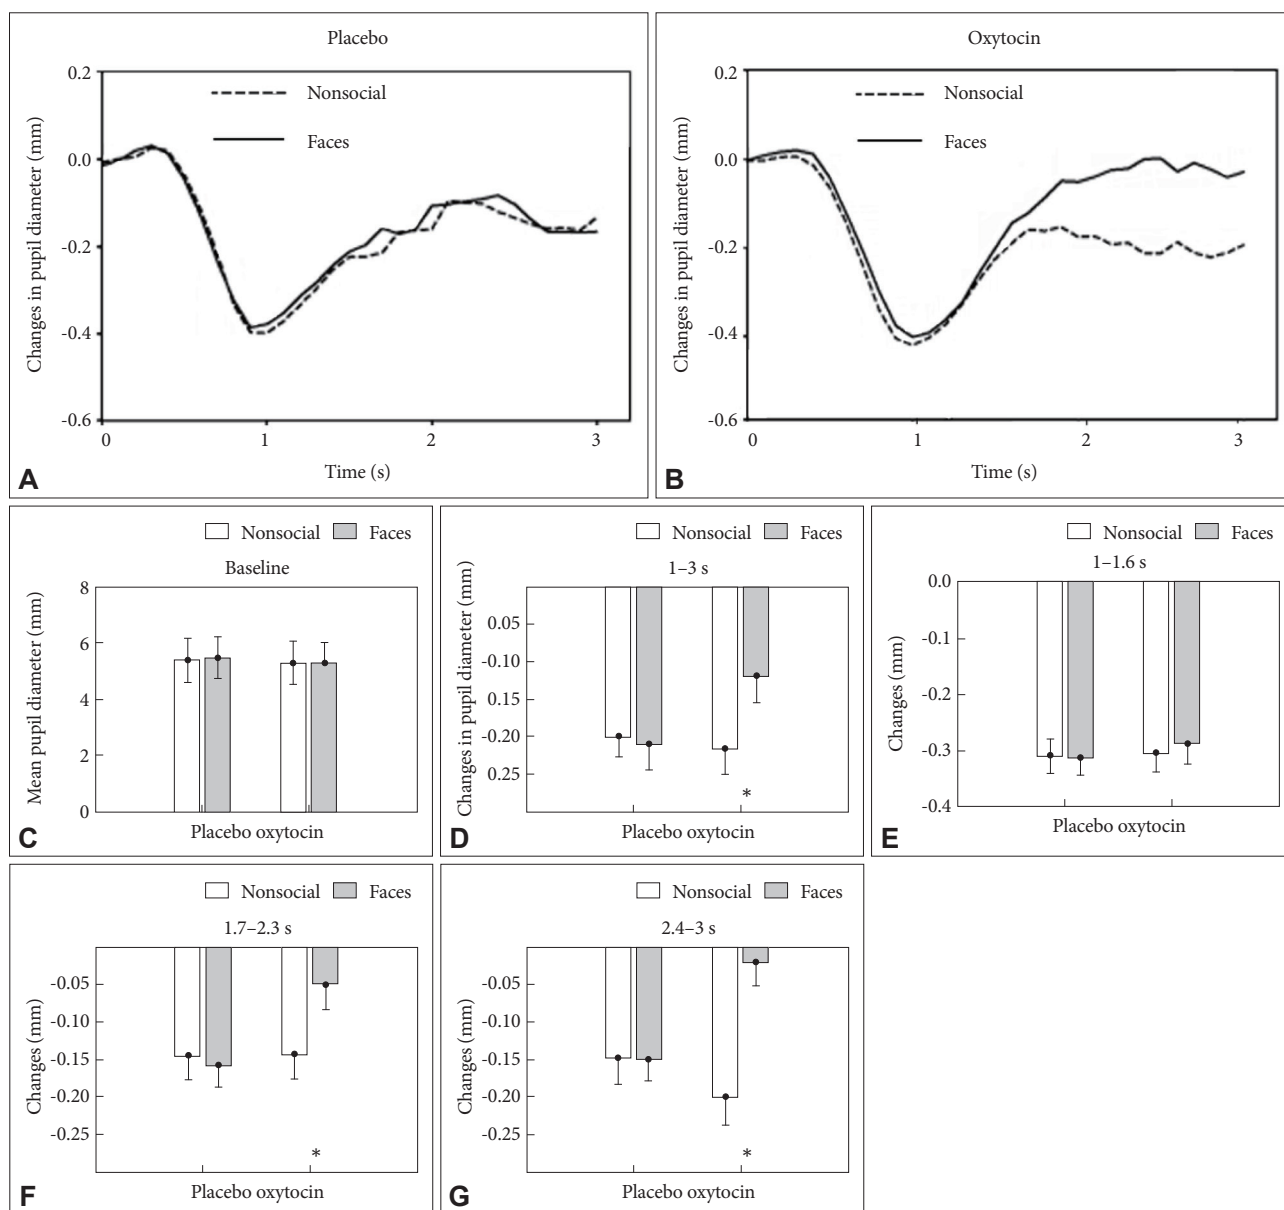 Placebo
Changes in pupil diameter (mm)
0.2
0.0
-0.2
-0.4
-0.6
Nonsocial
Faces
0 1 2 3
Time (s)
A
Oxytocin
Changes in pupil diameter (mm)
0.2
0.0
-0.2
-0.4
-0.6
Nonsocial
Faces
0 1 2 3
Time (s)
B
Nonsocial Faces
Baseline
Mean pupil diameter (mm)
8
6
4
2
0
Placebo oxytocin
C
Nonsocial Faces
1–3 s
Changes in pupil diameter (mm)
0.05
-0.10
0.15
-0.20
0.25
*
Placebo oxytocin
D
Nonsocial Faces
1–1.6 s
Changes (mm)
0.0
-0.1
-0.2
-0.3
-0.4
Placebo oxytocin
E
Nonsocial Faces
1.7–2.3 s
Changes (mm)
-0.05
-0.10
-0.15
-0.20
-0.25
*
Placebo oxytocin
F
Nonsocial Faces
2.4–3 s
Changes (mm)
-0.05
-0.10
-0.15
-0.20
-0.25
*
Placebo oxytocin
G